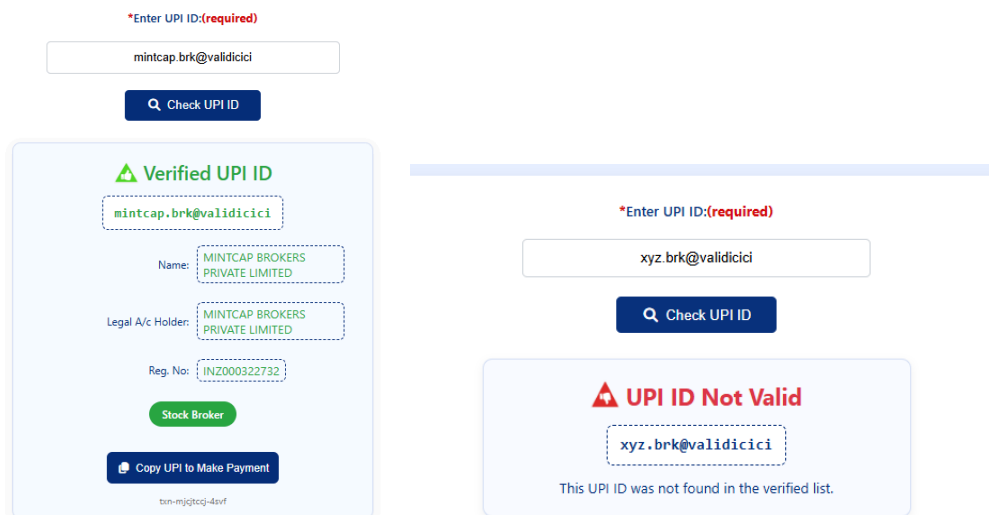 *Enter UPI ID:(required)
mintcap.brk@validicici
Check UPI ID
Verified UPI ID
mintcap.brk@validicici
Name: MINTCAP BROKERS
PRIVATE LIMITED
Legal A/c Holder: MINTCAP BROKERS
PRIVATE LIMITED
Reg. No: INZ000322732
Stock Broker
Copy UPI to Make Payment
txn-mjcjtccj-4svf
*Enter UPI ID:(required)
xyz.brk@validicici
Check UPI ID
UPI ID Not Valid
xyz.brk@validicici
This UPI ID was not found in the verified list.